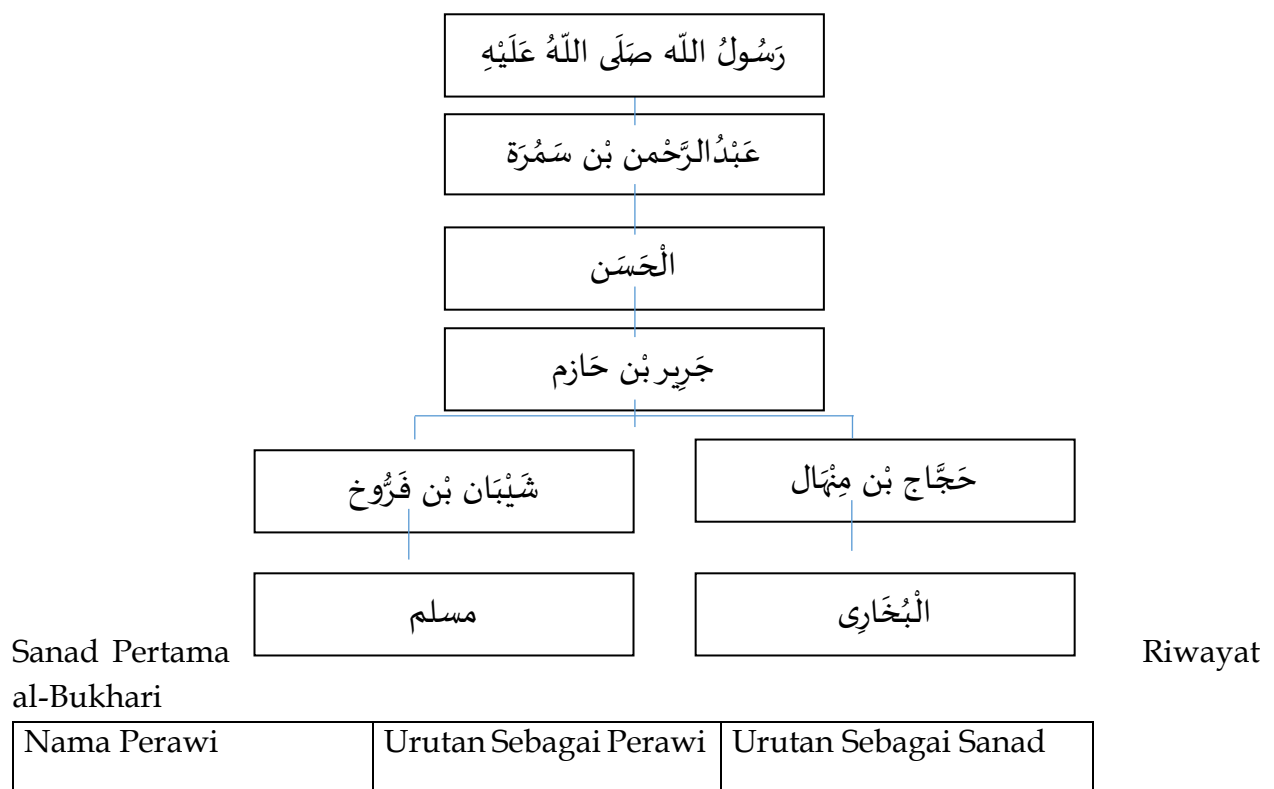 رَسُولُ اللّه صَلَى اللّهُ عَلَيْهِ
عَبْدُالرَّحْمن بْن سَمُرَة
الْحَسَن
جَرِير بْن حَازم
حَجَّاج بْن مِنْهَال
شَيْبَان بْن فَرُّوخ
الْبُخَارِى
مسلم
Sanad Pertama Riwayat
al-Bukhari
Nama Perawi Urutan Sebagai Perawi Urutan Sebagai Sanad